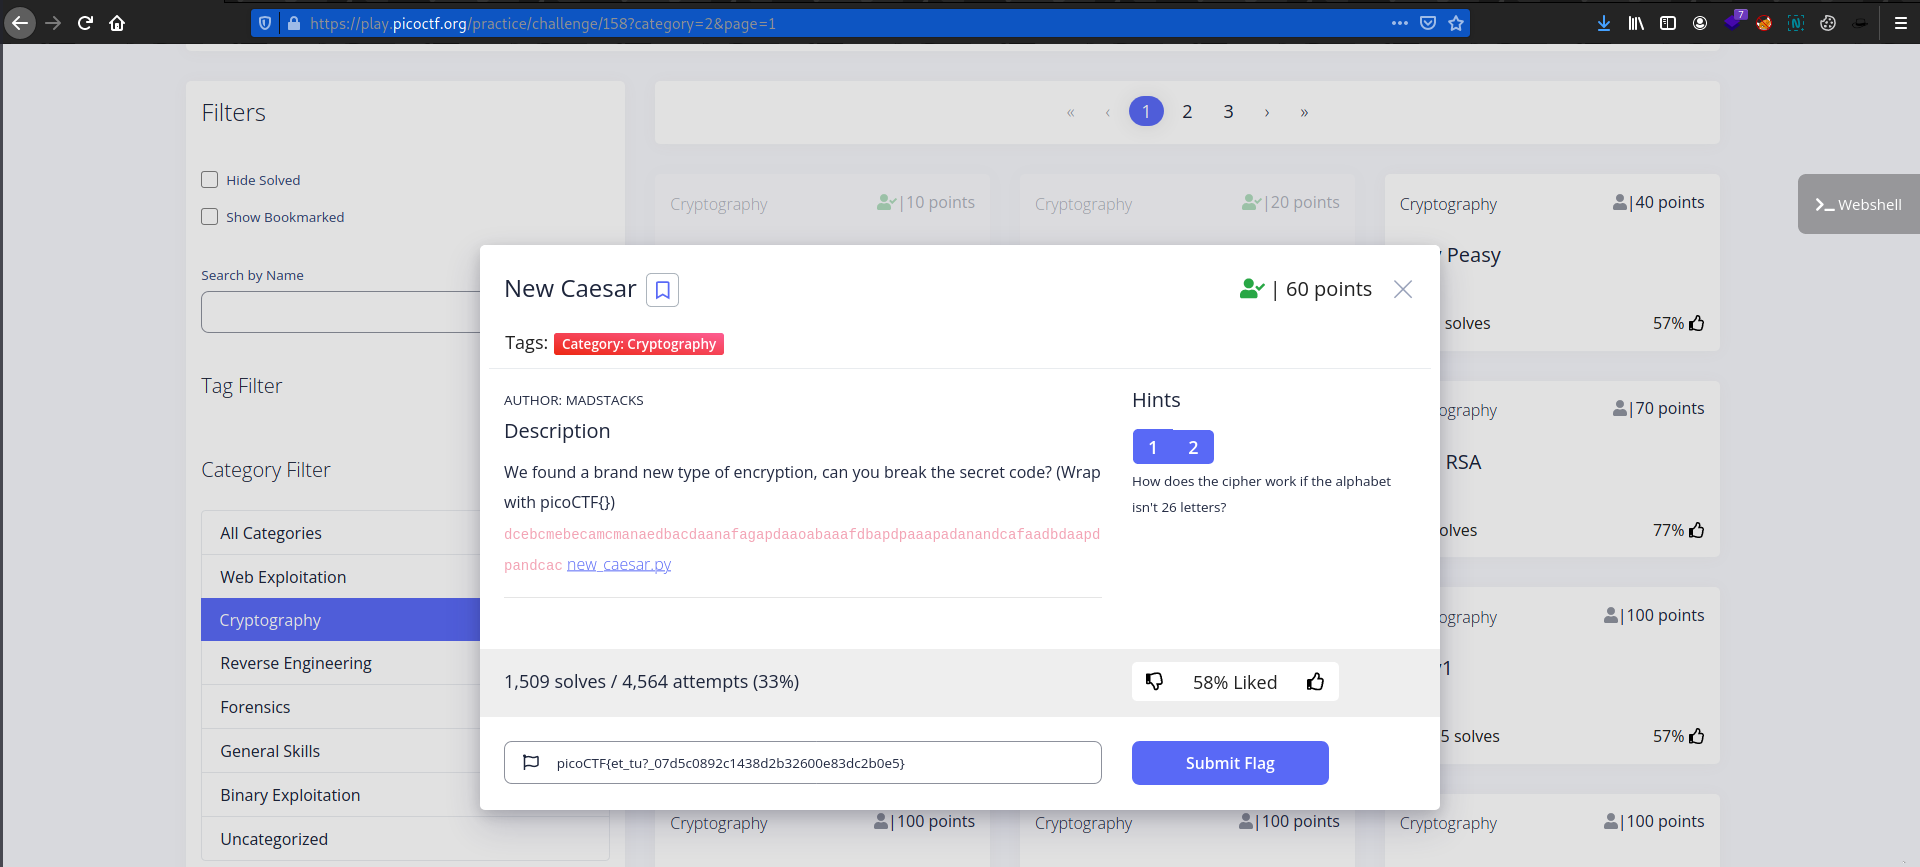 https://play.picoctf.org/practice/challenge/158?category=2&page=1
7
Filters
« ‹ 1 2 3 › »
Hide Solved
Show Bookmarked
Cryptography |10 points
Cryptography |20 points
Cryptography |40 points
Webshell
Peasy
Search by Name
solves 57%
New Caesar | 60 points
Tags: Category: Cryptography
Tag Filter
AUTHOR: MADSTACKS
Description
We found a brand new type of encryption, can you break the secret code? (Wrap
with picoCTF{})
dcebcmebecamcmanaedbacdaanafagapdaaoabaaafdbapdpaaapadanandcafaadbdaapd
pandcac new_caesar.py
Hints
1 2
How does the cipher work if the alphabet
isn't 26 letters?
ography |70 points
RSA
olves 77%
Category Filter
All Categories
Web Exploitation
Cryptography
Reverse Engineering
Forensics
General Skills
Binary Exploitation
Uncategorized
ography |100 points
1
5 solves 57%
1,509 solves / 4,564 attempts (33%)
58% Liked
picoCTF{et_tu?_07d5c0892c1438d2b32600e83dc2b0e5}
Submit Flag
Cryptography |100 points
Cryptography |100 points
Cryptography |100 points